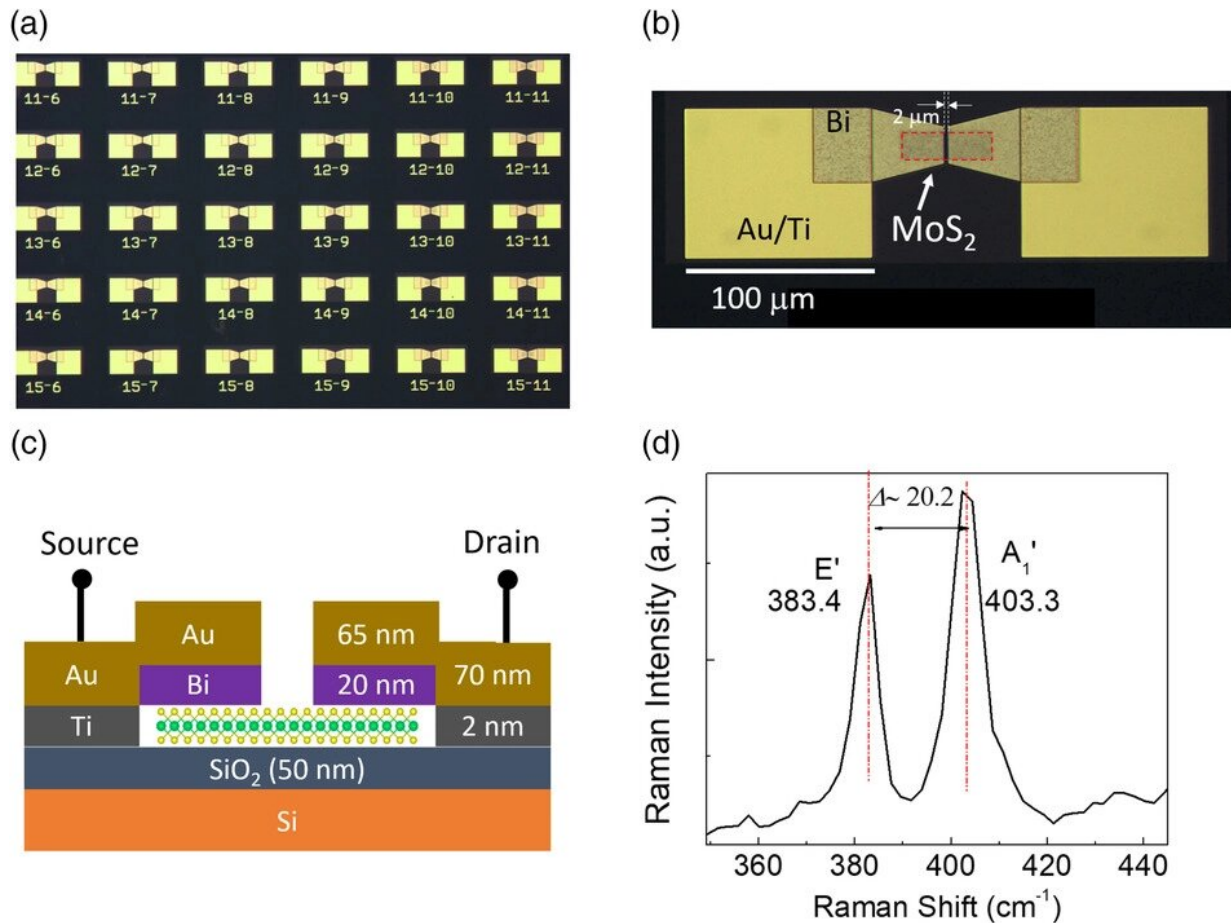 (a)
11-6 11-7 11-8 11-9 11-10 11-11
12-6 12-7 12-8 12-9 12-10 12-11
13-6 13-7 13-8 13-9 13-10 13-11
14-6 14-7 14-8 14-9 14-10 14-11
15-6 15-7 15-8 15-9 15-10 15-11
(b)
2 μm
Bi
Au/Ti
MoS₂
100 μm
(c)
Source Drain
Au 65 nm
Au Bi 20 nm 70 nm
Ti 2 nm
SiO₂ (50 nm)
Si
(d)
Raman Intensity (a.u.)
Δ~ 20.2
E' A₁'
383.4 403.3
360 380 400 420 440
Raman Shift (cm⁻¹)